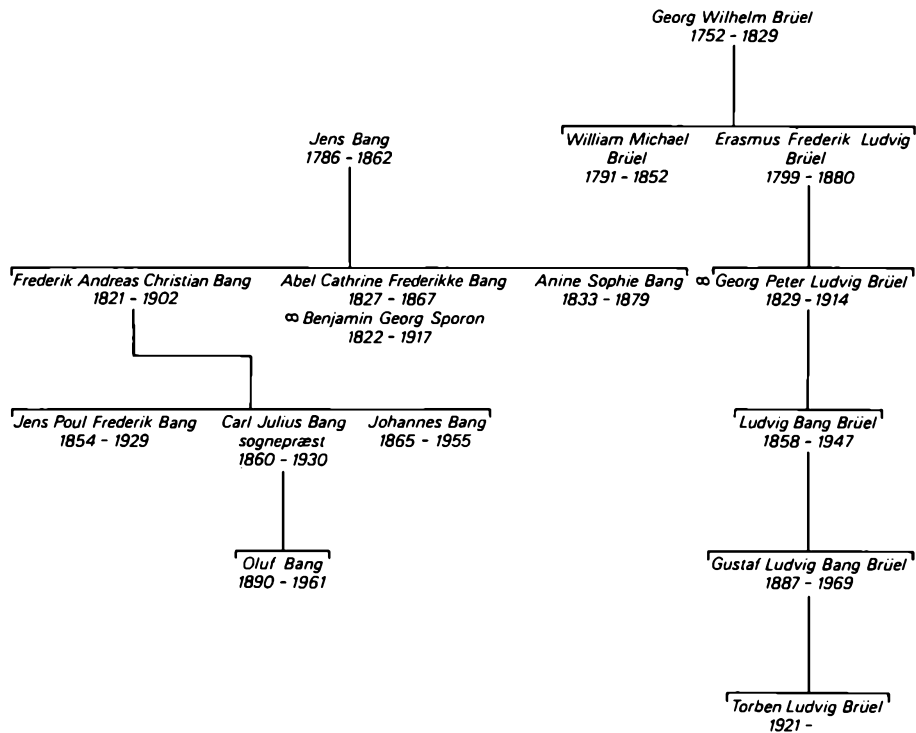 Georg Wilhelm Brüel
1752 - 1829
William Michael
Brüel
1791 - 1852
Erasmus Frederik Ludvig
Brüel
1799 - 1880
Jens Bang
1786 - 1862
Frederik Andreas Christian Bang
1821 - 1902
Abel Cathrine Frederikke Bang
1827 - 1867
∞ Benjamin Georg Sporon
1822 - 1917
Anine Sophie Bang
1833 - 1879
∞ Georg Peter Ludvig Brüel
1829 - 1914
Jens Poul Frederik Bang
1854 - 1929
Carl Julius Bang
sognepræst
1860 - 1930
Johannes Bang
1865 - 1955
Ludvig Bang Brüel
1858 - 1947
Oluf Bang
1890 - 1961
Gustaf Ludvig Bang Brüel
1887 - 1969
Torben Ludvig Brüel
1921 -